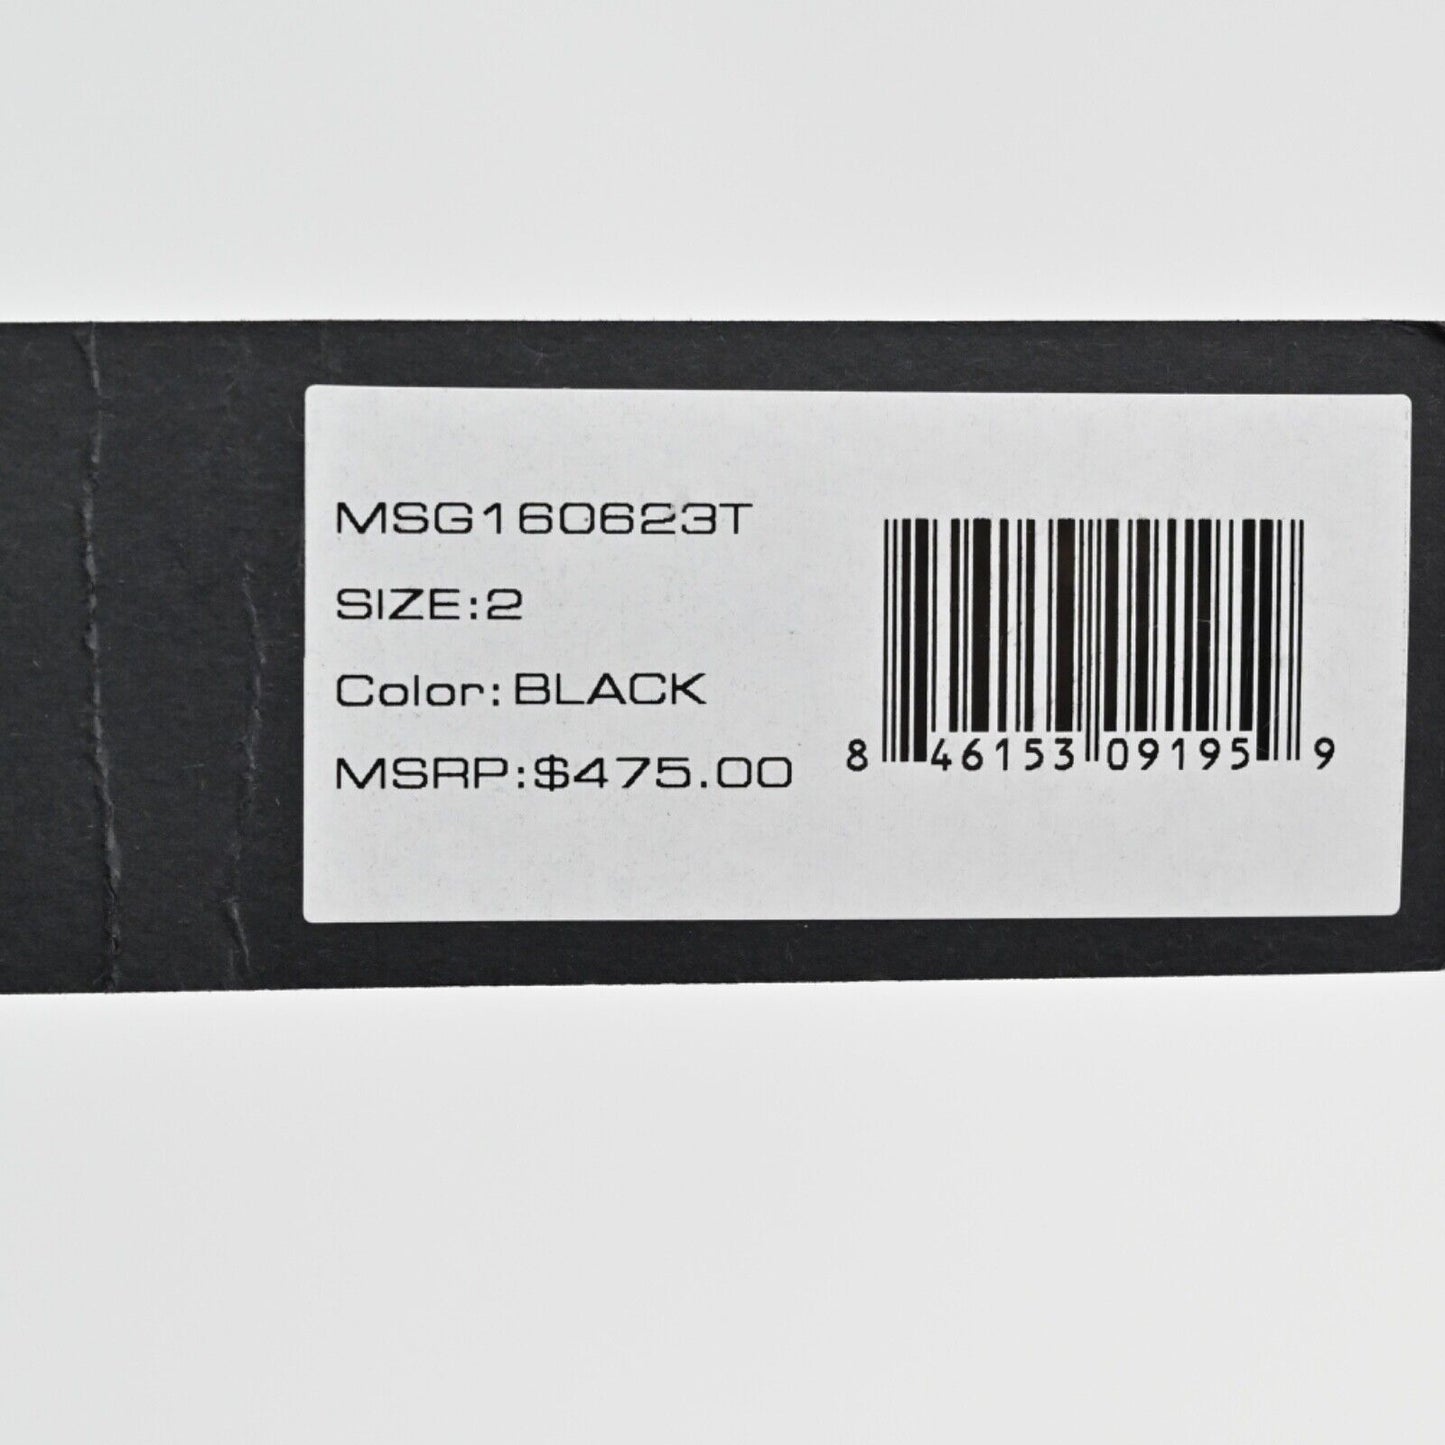 MSG160623T
SIZE:2
Color: BLACK
MSRP:$475.00
8 46153 09195 9